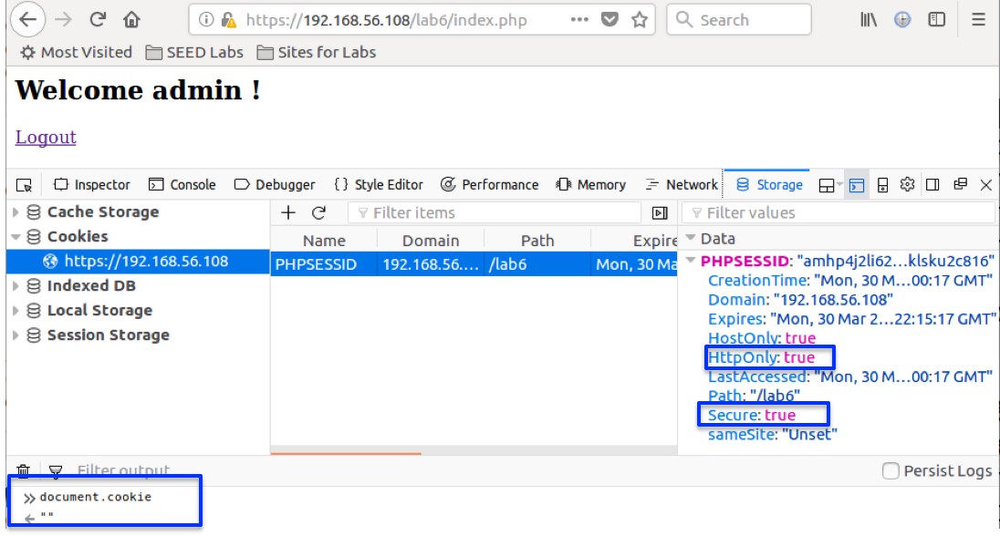 https://192.168.56.108/lab6/index.php ••• Search
Most Visited SEED Labs Sites for Labs
Welcome admin !
Logout
Inspector Console Debugger {} Style Editor Performance Memory Network Storage
Cache Storage
Cookies
https://192.168.56.108
Indexed DB
Local Storage
Session Storage
Filter items
Name Domain Path Expire
PHPSESSID 192.168.56.... /lab6 Mon, 30 Ma
Filter values
Data
PHPSESSID: "amhp4j2li62...klsku2c816"
CreationTime: "Mon, 30 M...00:17 GMT"
Domain: "192.168.56.108"
Expires: "Mon, 30 Mar 2...22:15:17 GMT"
HostOnly: true
HttpOnly: true
LastAccessed: "Mon, 30 M...00:17 GMT"
Path: "/lab6"
Secure: true
sameSite: "Unset"
Filter output Persist Logs
» document.cookie
← ""